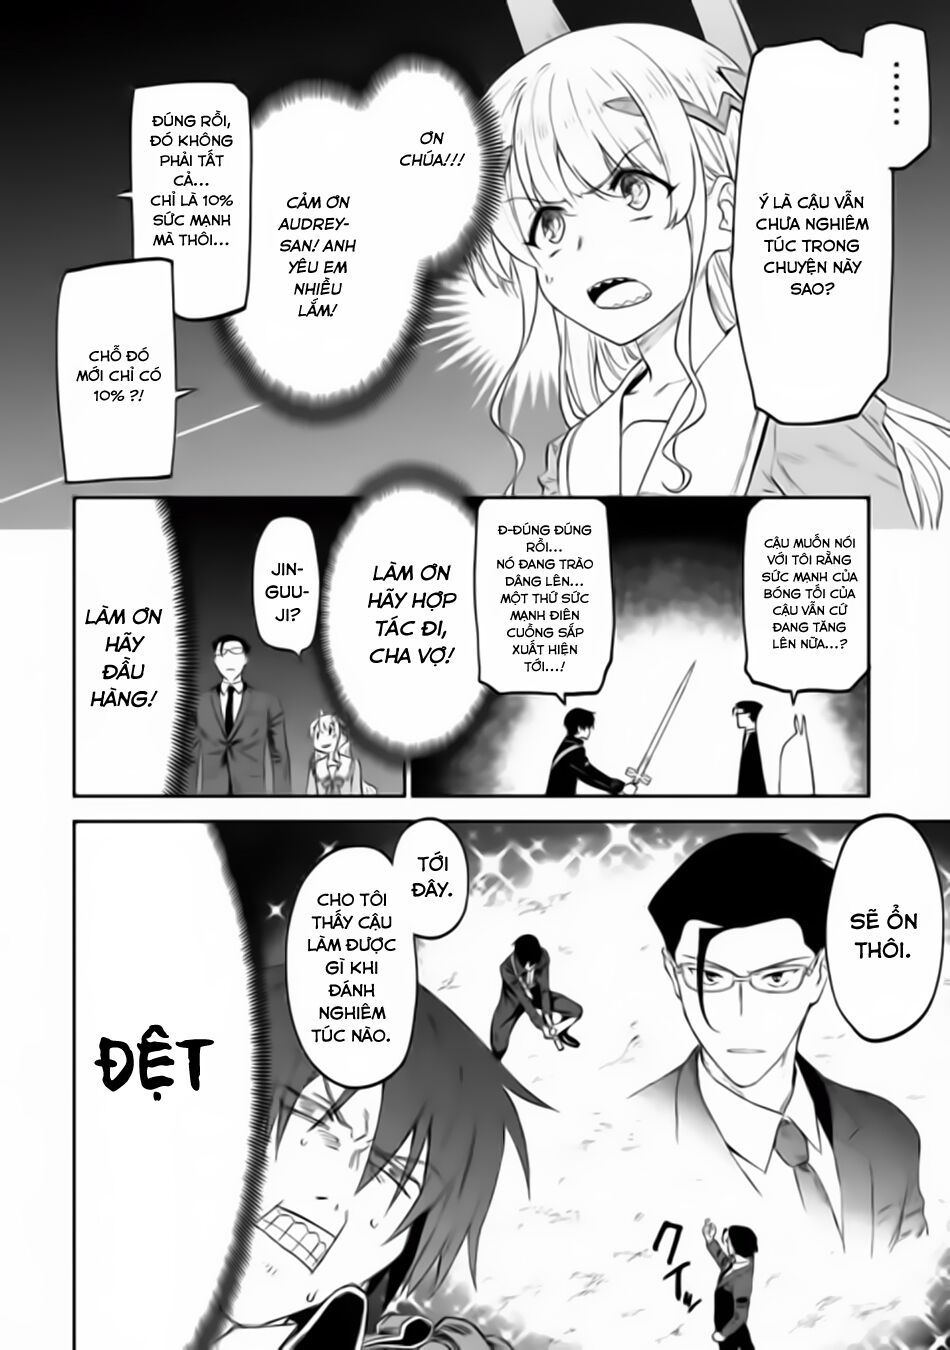 ......
Ý LÀ CẬU VẪN
CHƯA NGHIÊM
TÚC TRONG
CHUYỆN NÀY
SAO?
ƠN
CHÚA!!!
CẢM ƠN
AUDREY-
SAN! ANH
YÊU EM
NHIỀU
LẮM!
ĐÚNG RỒI,
ĐÓ KHÔNG
PHẢI TẤT
CẢ...
CHỈ LÀ 10%
SỨC MẠNH
MÀ THÔI...
CHỖ ĐÓ
MỚI CHỈ CÓ
10% ?!
CẬU MUỐN NÓI
VỚI TÔI RẰNG
SỨC MẠNH CỦA
BÓNG TỐI CỦA
CẬU VẪN CỨ
ĐANG TĂNG
LÊN NỮA...?
Đ-ĐÚNG ĐÚNG
RỒI...
NÓ ĐANG TRÀO
DÂNG LÊN...
MỘT THỨ SỨC
MẠNH ĐIÊN
CUỒNG SẮP
XUẤT HIỆN
TỚI...!
LÀM ƠN
HÃY HỢP
TÁC ĐI,
CHA VỢ!
JIN-
GUU-
JI?
LÀM ƠN
HÃY
ĐẦU
HÀNG!
SẼ ỔN
THÔI.
TỚI
ĐÂY.
CHO TÔI
THẤY CẬU
LÀM ĐƯỢC
GÌ KHI
ĐÁNH
NGHIÊM
TÚC NÀO.
クイッ
ĐỆT